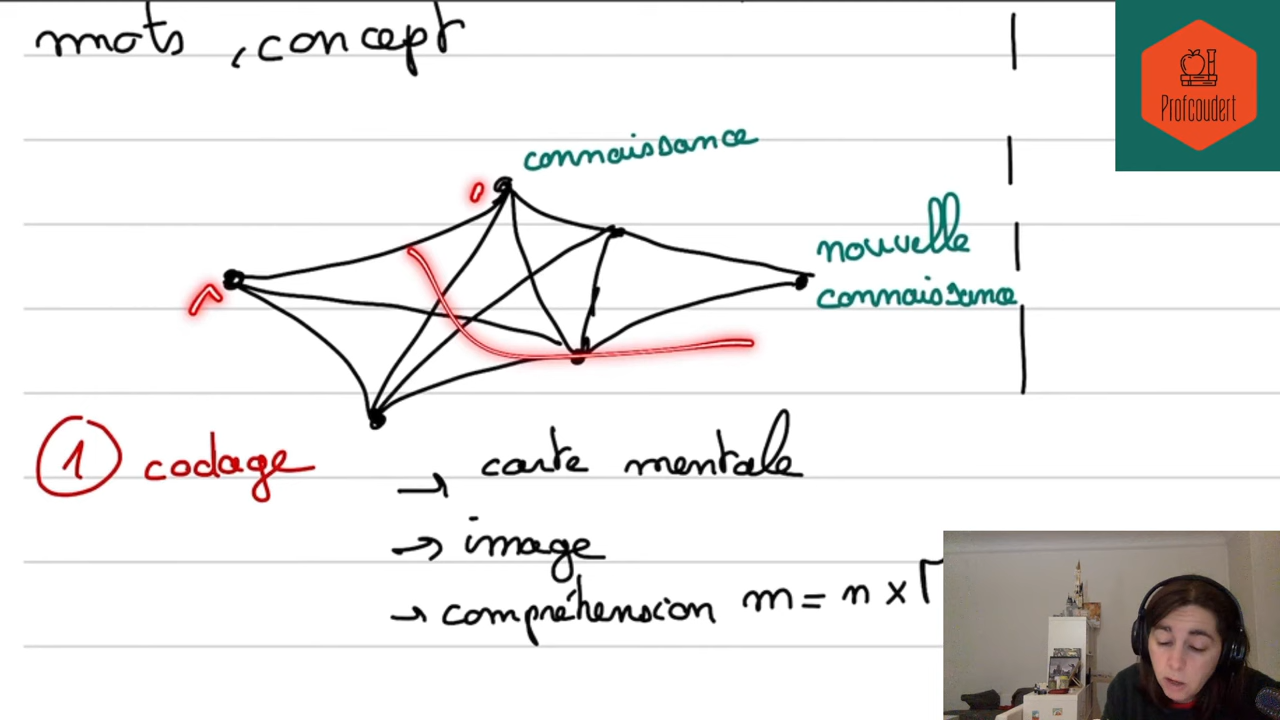 mots, concept
Profcoudert
connaissance
nouvelle
connaissance
1 codage
→ carte mentale
→ image
→ compréhension m = n × M